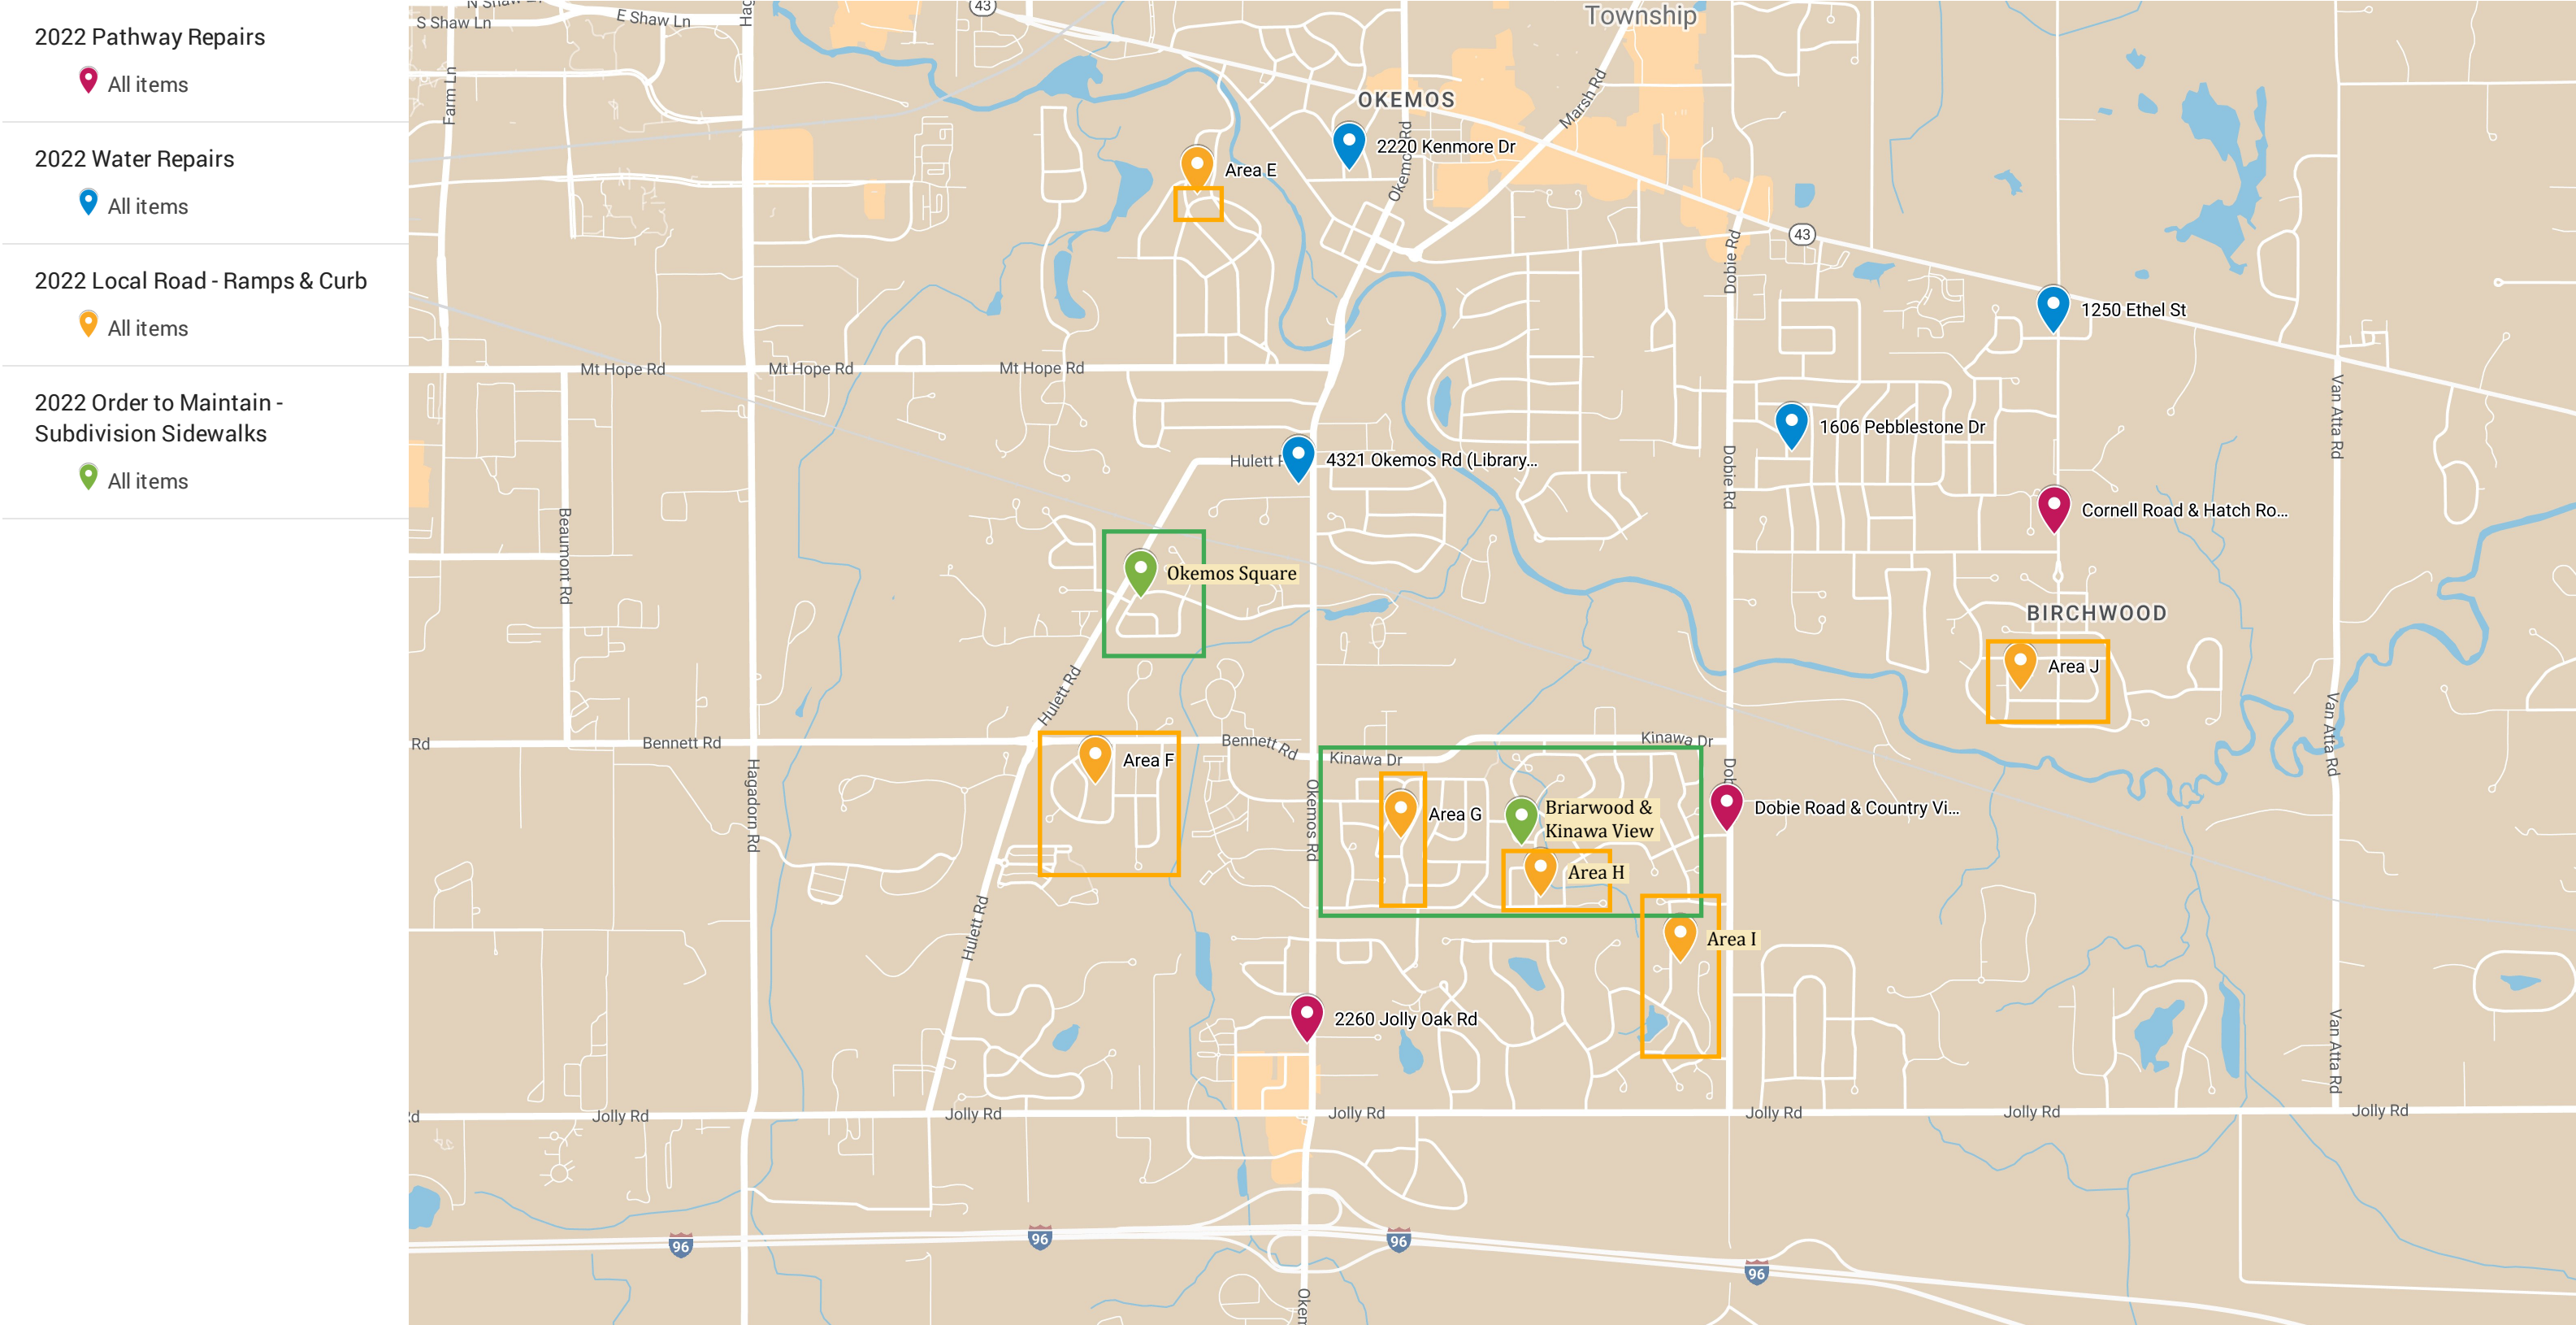 2022 Pathway Repairs
All items
2022 Water Repairs
All items
2022 Local Road - Ramps & Curb
All items
2022 Order to Maintain -
Subdivision Sidewalks
All items
S Shaw Ln
E Shaw Ln
43
Township
Farm Ln
OKEMOS
Marsh Rd
2220 Kenmore Dr
Area E
43
Dobie Rd
1250 Ethel St
Mt Hope Rd
Mt Hope Rd
Mt Hope Rd
Van Atta Rd
1606 Pebblestone Dr
Hulett
4321 Okemos Rd (Library...
Dobie Rd
Cornell Road & Hatch Ro...
Beaumont Rd
Okemos Square
BIRCHWOOD
Area J
Hulett Rd
Van Atta Rd
Rd
Bennett Rd
Bennett Rd
Kinawa Dr
Kinawa Dr
Area F
Hagadorn Rd
Okemos Rd
Area G
Briarwood &
Kinawa View
Dobie Road & Country Vi...
Area H
Hulett Rd
Area I
2260 Jolly Oak Rd
Van Atta Rd
Jolly Rd
Jolly Rd
Jolly Rd
Jolly Rd
Jolly Rd
Jolly Rd
96
96
96
96